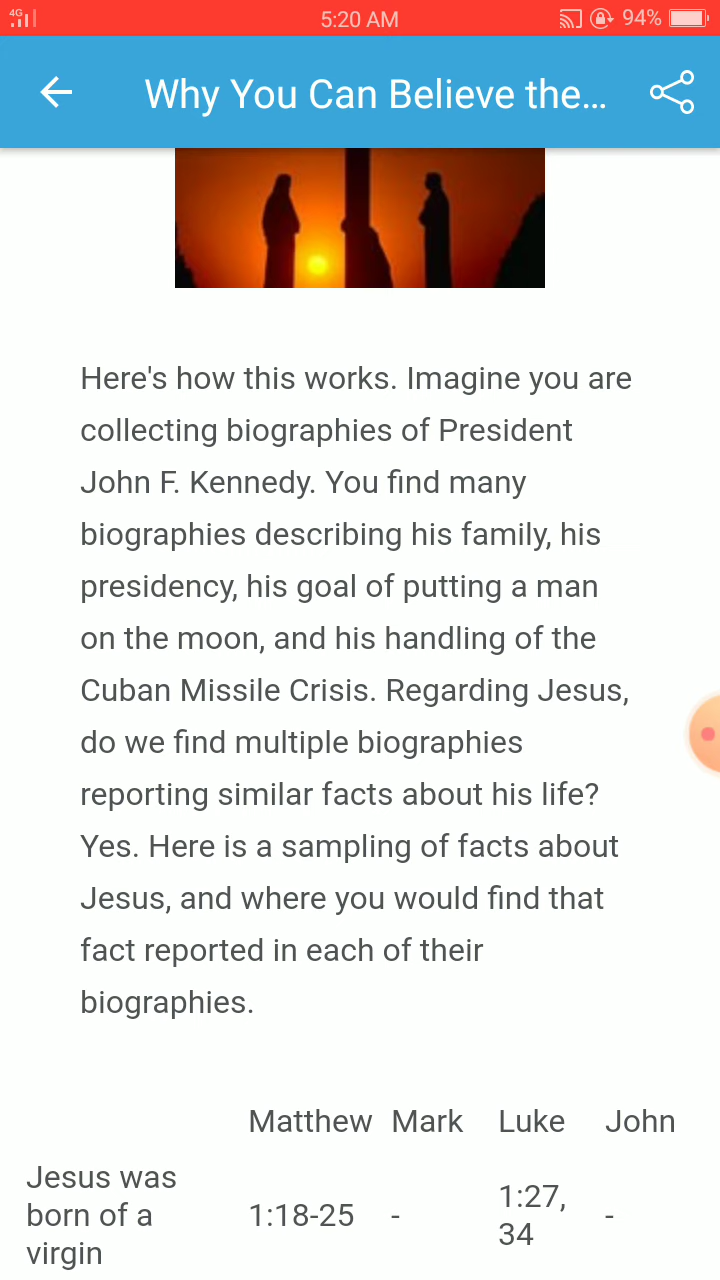 4G 5:20 AM 94%
Why You Can Believe the...
Here's how this works. Imagine you are
collecting biographies of President
John F. Kennedy. You find many
biographies describing his family, his
presidency, his goal of putting a man
on the moon, and his handling of the
Cuban Missile Crisis. Regarding Jesus,
do we find multiple biographies
reporting similar facts about his life?
Yes. Here is a sampling of facts about
Jesus, and where you would find that
fact reported in each of their
biographies.
Matthew Mark Luke John
Jesus was
born of a
virgin
1:18-25 - 1:27,
34 -